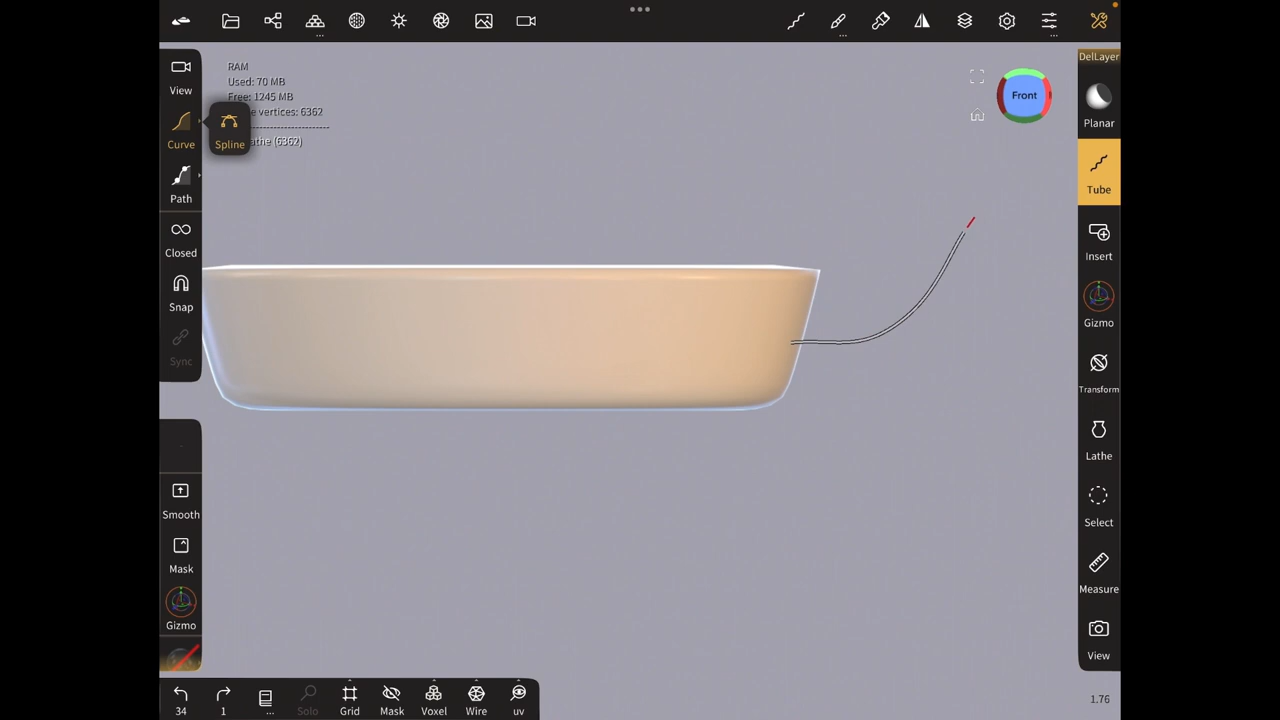 RAM
Used: 70 MB
Free: 1245 MB
vertices: 6362
(6362)
View
Curve
Spline
Path
Closed
Snap
Sync
Smooth
Mask
Gizmo
34
1
...
Solo
Grid
Mask
Voxel
Wire
uv
Front
DelLayer
Planar
Tube
Insert
Gizmo
Transform
Lathe
Select
Measure
View
1.76